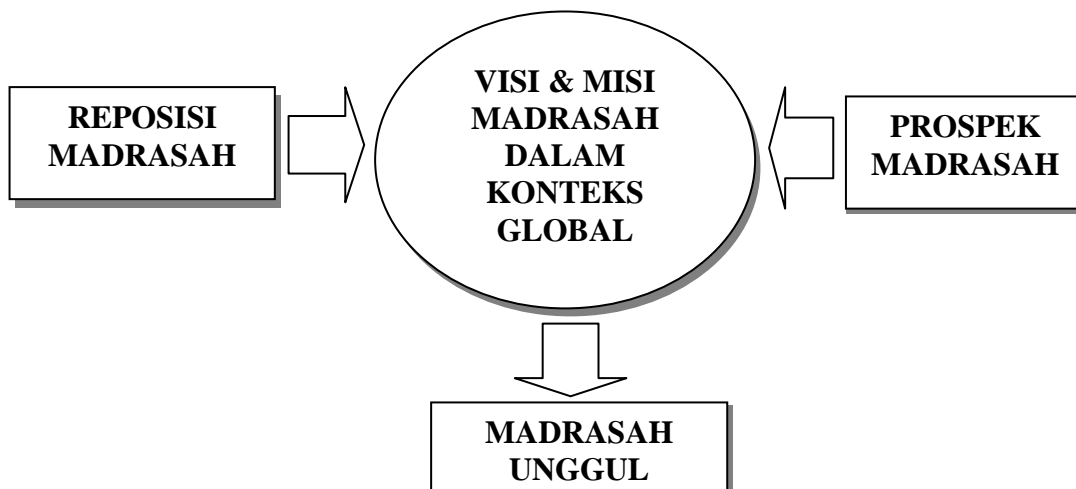 REPOSISI
MADRASAH
VISI & MISI
MADRASAH
DALAM
KONTEKS
GLOBAL
PROSPEK
MADRASAH
MADRASAH
UNGGUL